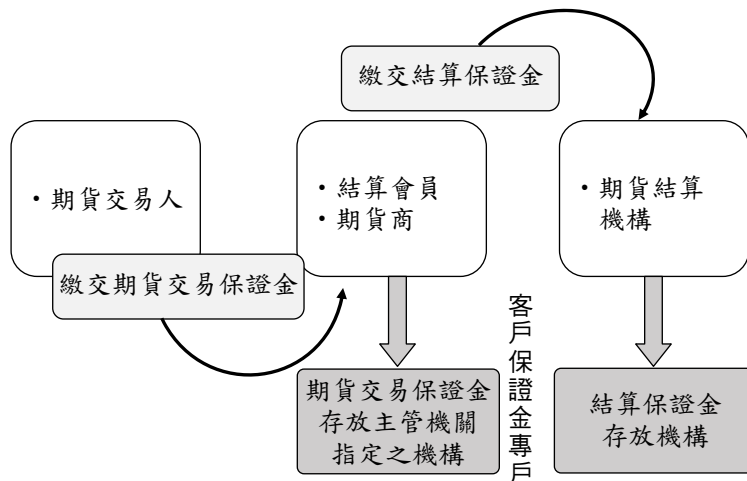 繳交結算保證金
・期貨交易人
・結算會員
・期貨商
・期貨結算
機構
繳交期貨交易保證金
客戶保證金專戶
期貨交易保證金
存放主管機關
指定之機構
結算保證金
存放機構